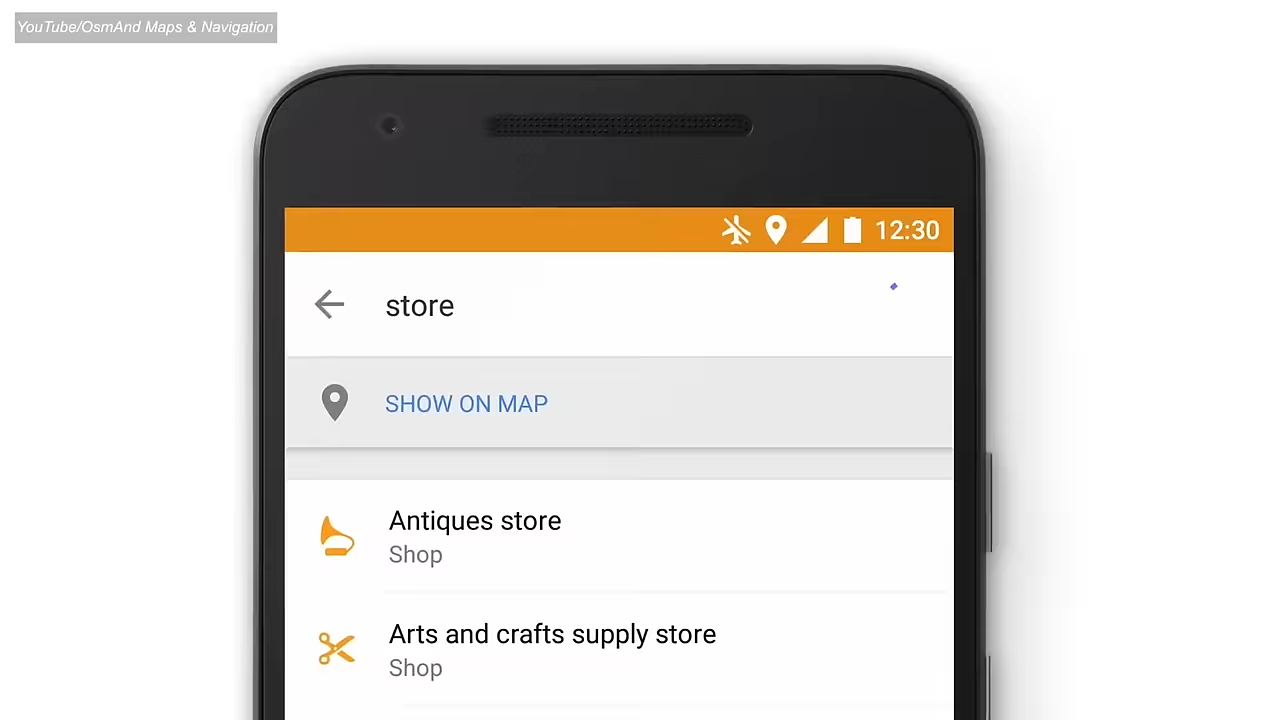 YouTube/OsmAnd Maps & Navigation
12:30
store
SHOW ON MAP
Antiques store
Shop
Arts and crafts supply store
Shop